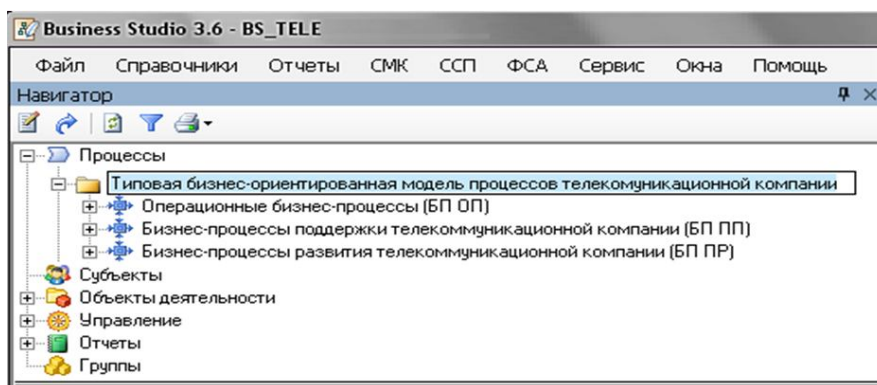 Business Studio 3.6 - BS_TELE
Файл Справочники Отчеты СМК ССП ФСА Сервис Окна Помощь
Навигатор
Процессы
Типовая бизнес-ориентированная модель процессов телекомуникационной компании
Операционные бизнес-процессы (БП ОП)
Бизнес-процессы поддержки телекоммуникационной компании (БП ПП)
Бизнес-процессы развития телекоммуникационной компании (БП ПР)
Субъекты
Объекты деятельности
Управление
Отчеты
Группы